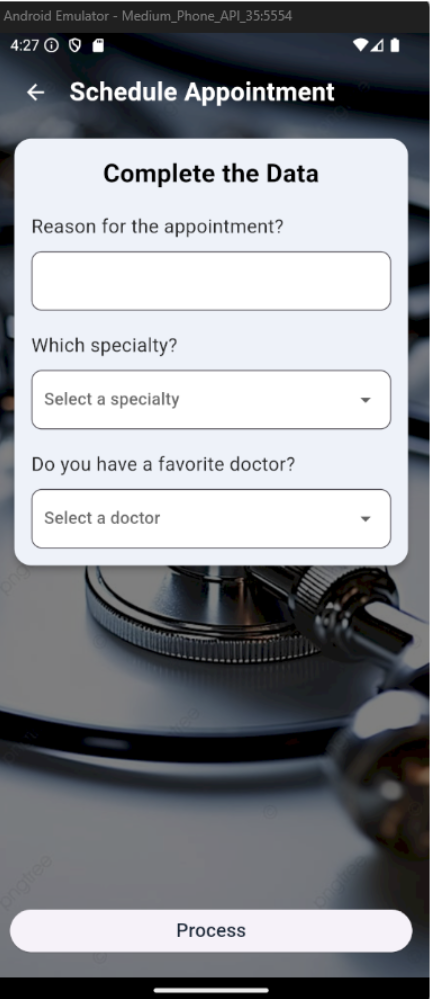 Android Emulator - Medium_Phone_API_35:5554
4:27
Schedule Appointment
Complete the Data
Reason for the appointment?
Which specialty?
Select a specialty
Do you have a favorite doctor?
Select a doctor
pngtree
Process